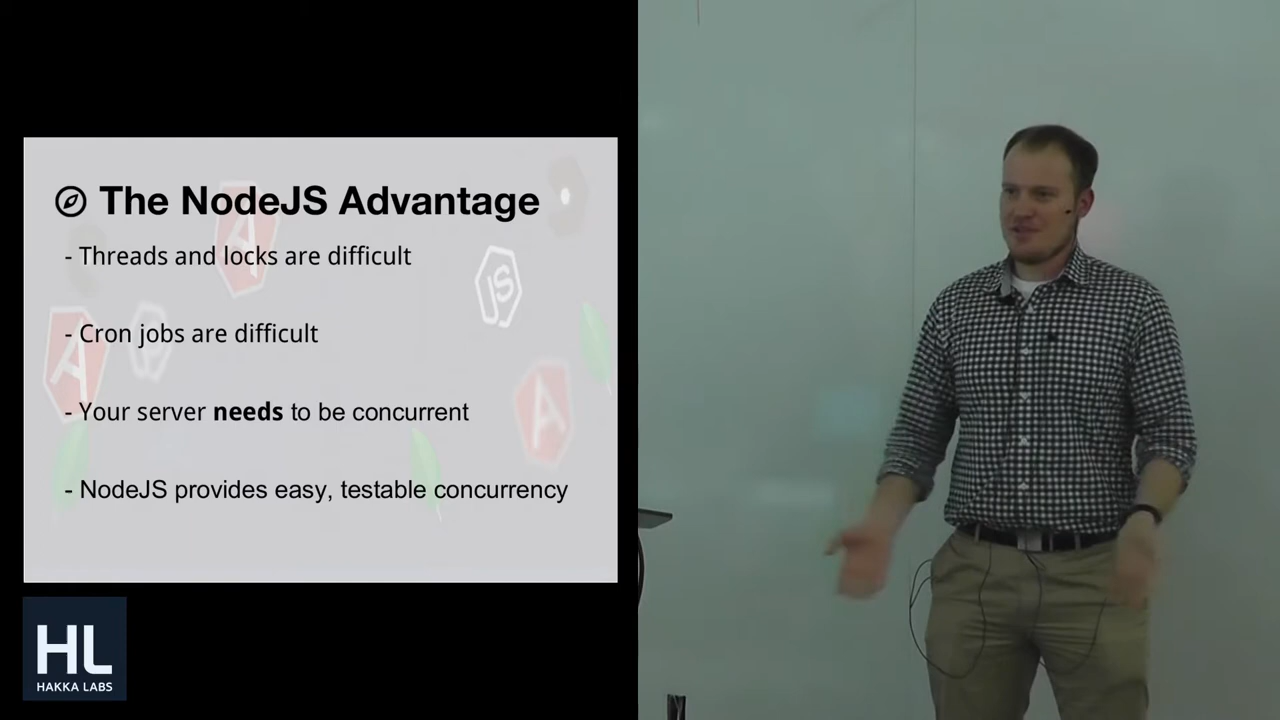 The NodeJS Advantage
- Threads and locks are difficult
- Cron jobs are difficult
- Your server needs to be concurrent
- NodeJS provides easy, testable concurrency
JS
A
A
A
HL
HAKKA LABS